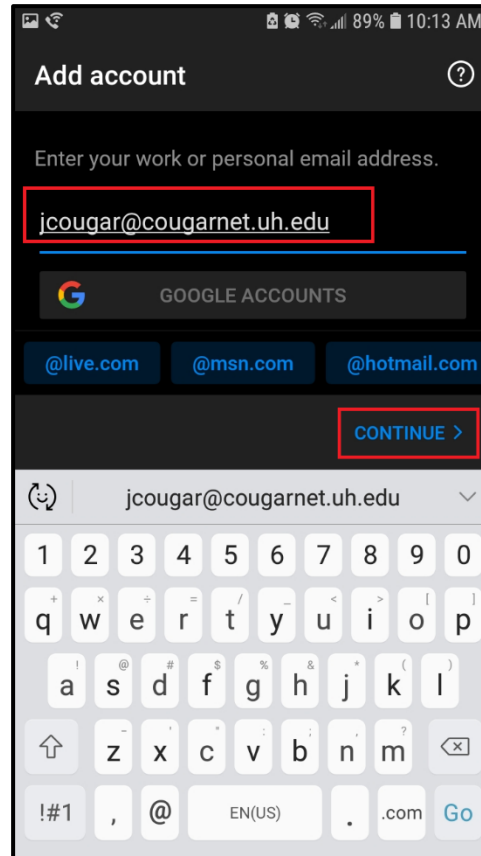 89% 10:13 AM
Add account ?
Enter your work or personal email address.
jcougar@cougarnet.uh.edu
G GOOGLE ACCOUNTS
@live.com @msn.com @hotmail.com
CONTINUE >
jcougar@cougarnet.uh.edu
1 2 3 4 5 6 7 8 9 0
+ × ÷ = / _ < > [ ]
q w e r t y u i o p
! @ # $ % & * ( )
a s d f g h j k l
- ' " : ; , ?
z x c v b n m
!#1 , @ EN(US) . .com Go